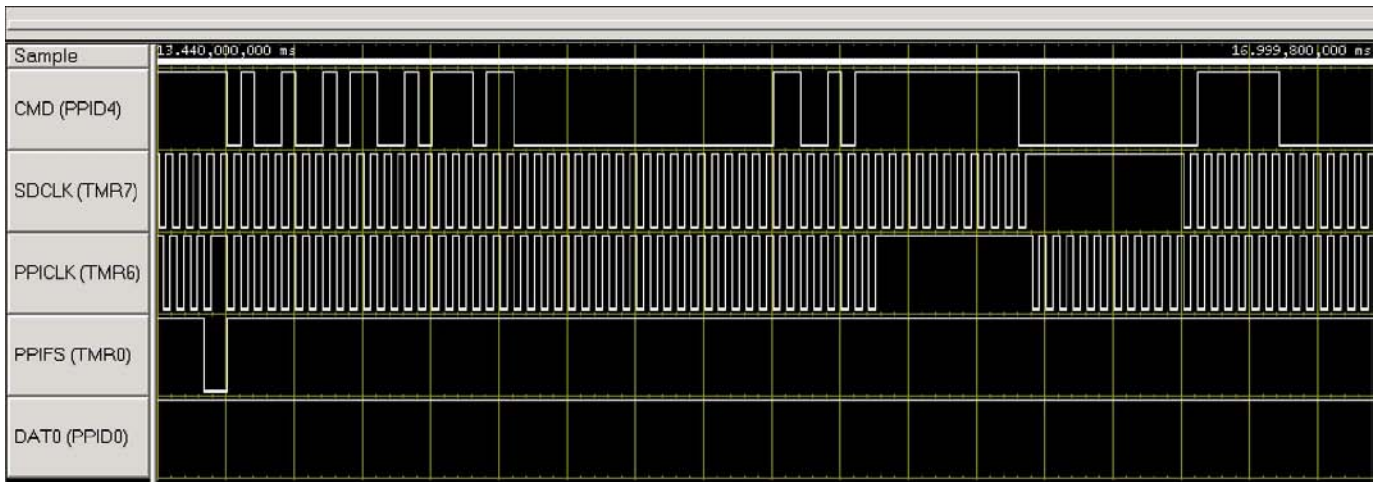 Sample 13.440,000,000 ms 16.999,800,000 ms
CMD (PPID4)
SDCLK (TMR7)
PPICLK (TMR6)
PPIFS (TMR0)
DAT0 (PPID0)